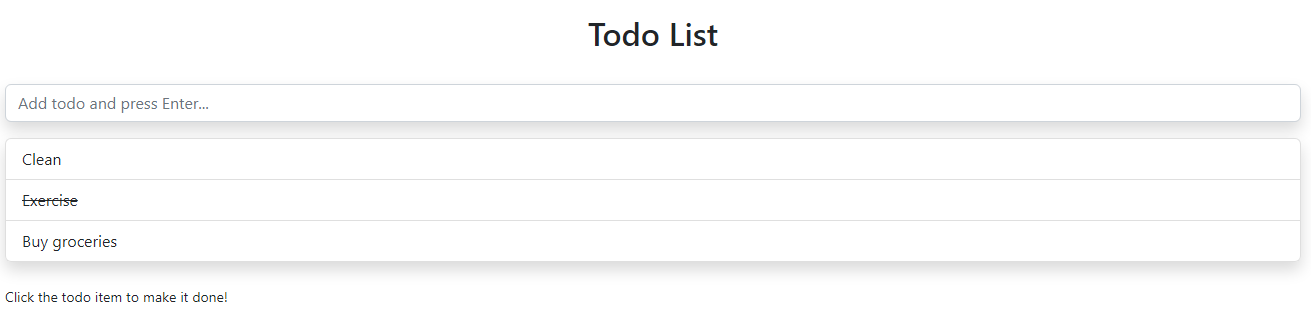 Todo List
Add todo and press Enter...
Clean
Exercise
Buy groceries
Click the todo item to make it done!